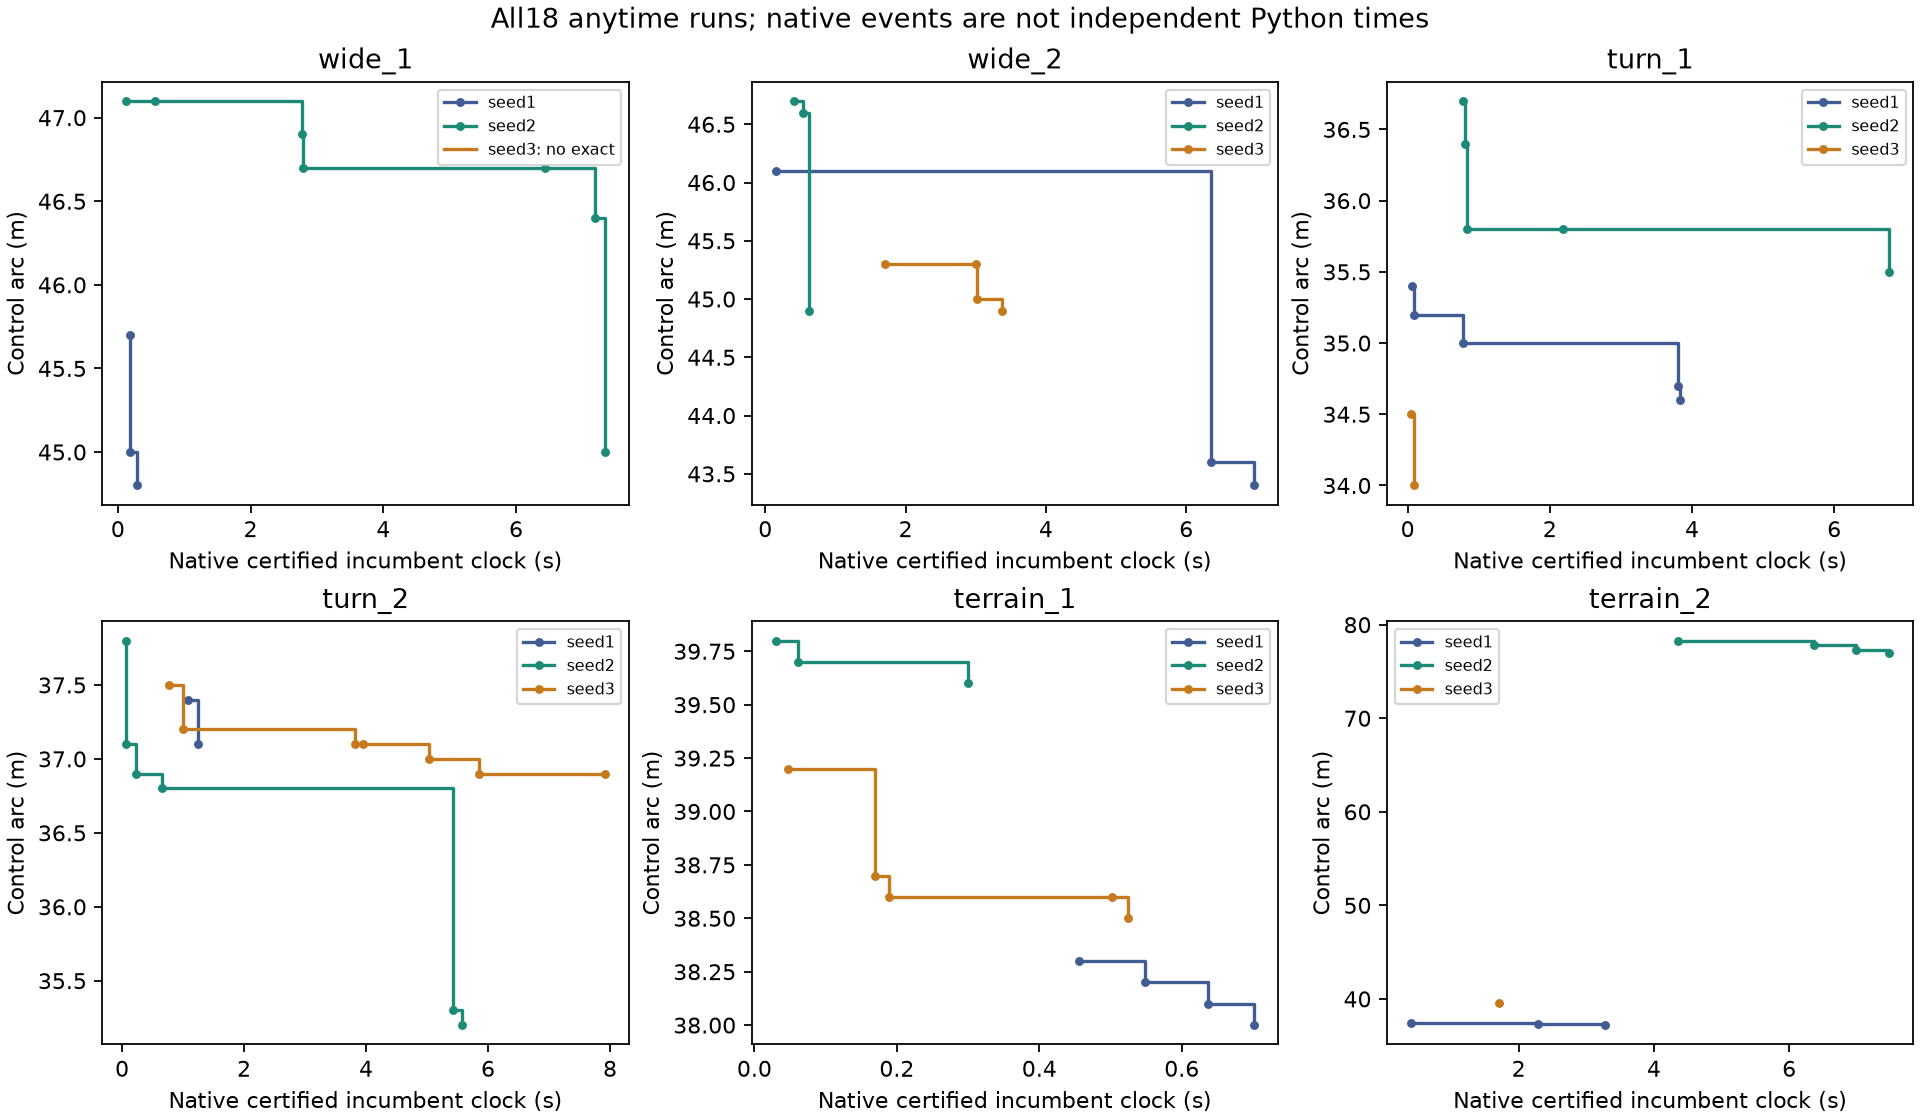 All18 anytime runs; native events are not independent Python times
wide_1
47.0
46.5
46.0
45.5
45.0
Control arc (m)
0 2 4 6
Native certified incumbent clock (s)
seed1
seed2
seed3: no exact
wide_2
46.5
46.0
45.5
45.0
44.5
44.0
43.5
Control arc (m)
0 2 4 6
Native certified incumbent clock (s)
seed1
seed2
seed3
turn_1
36.5
36.0
35.5
35.0
34.5
34.0
Control arc (m)
0 2 4 6
Native certified incumbent clock (s)
seed1
seed2
seed3
turn_2
37.5
37.0
36.5
36.0
35.5
Control arc (m)
0 2 4 6 8
Native certified incumbent clock (s)
seed1
seed2
seed3
terrain_1
39.75
39.50
39.25
39.00
38.75
38.50
38.25
38.00
Control arc (m)
0.0 0.2 0.4 0.6
Native certified incumbent clock (s)
seed1
seed2
seed3
terrain_2
80
70
60
50
40
Control arc (m)
2 4 6
Native certified incumbent clock (s)
seed1
seed2
seed3